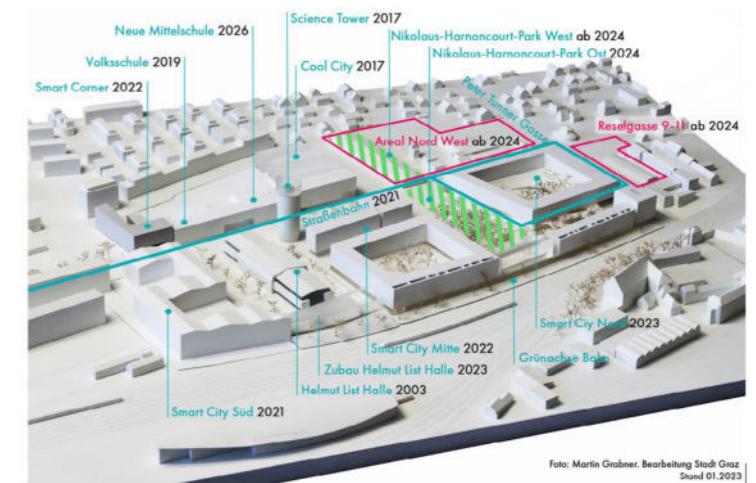 Science Tower 2017
Neue Mittelschule 2026
Nikolaus-Harnoncourt-Park West ab 2024
Nikolaus-Harnoncourt-Park Ost 2024
Volksschule 2019
Cool City 2017
Smart Corner 2022
Peter Tunner Gasse
Reselgasse 9-11 ab 2024
Areal Nord West ab 2024
Straßenbahn 2021
Smart Ciy Nord 2023
Smart City Mitte 2022
Grünachse Bahn
Zubau Helmut List Halle 2023
Helmut List Halle 2003
Smart City Süd 2021
Foto: Martin Grabner. Bearbeitung Stadt Graz
Stand 01.2023